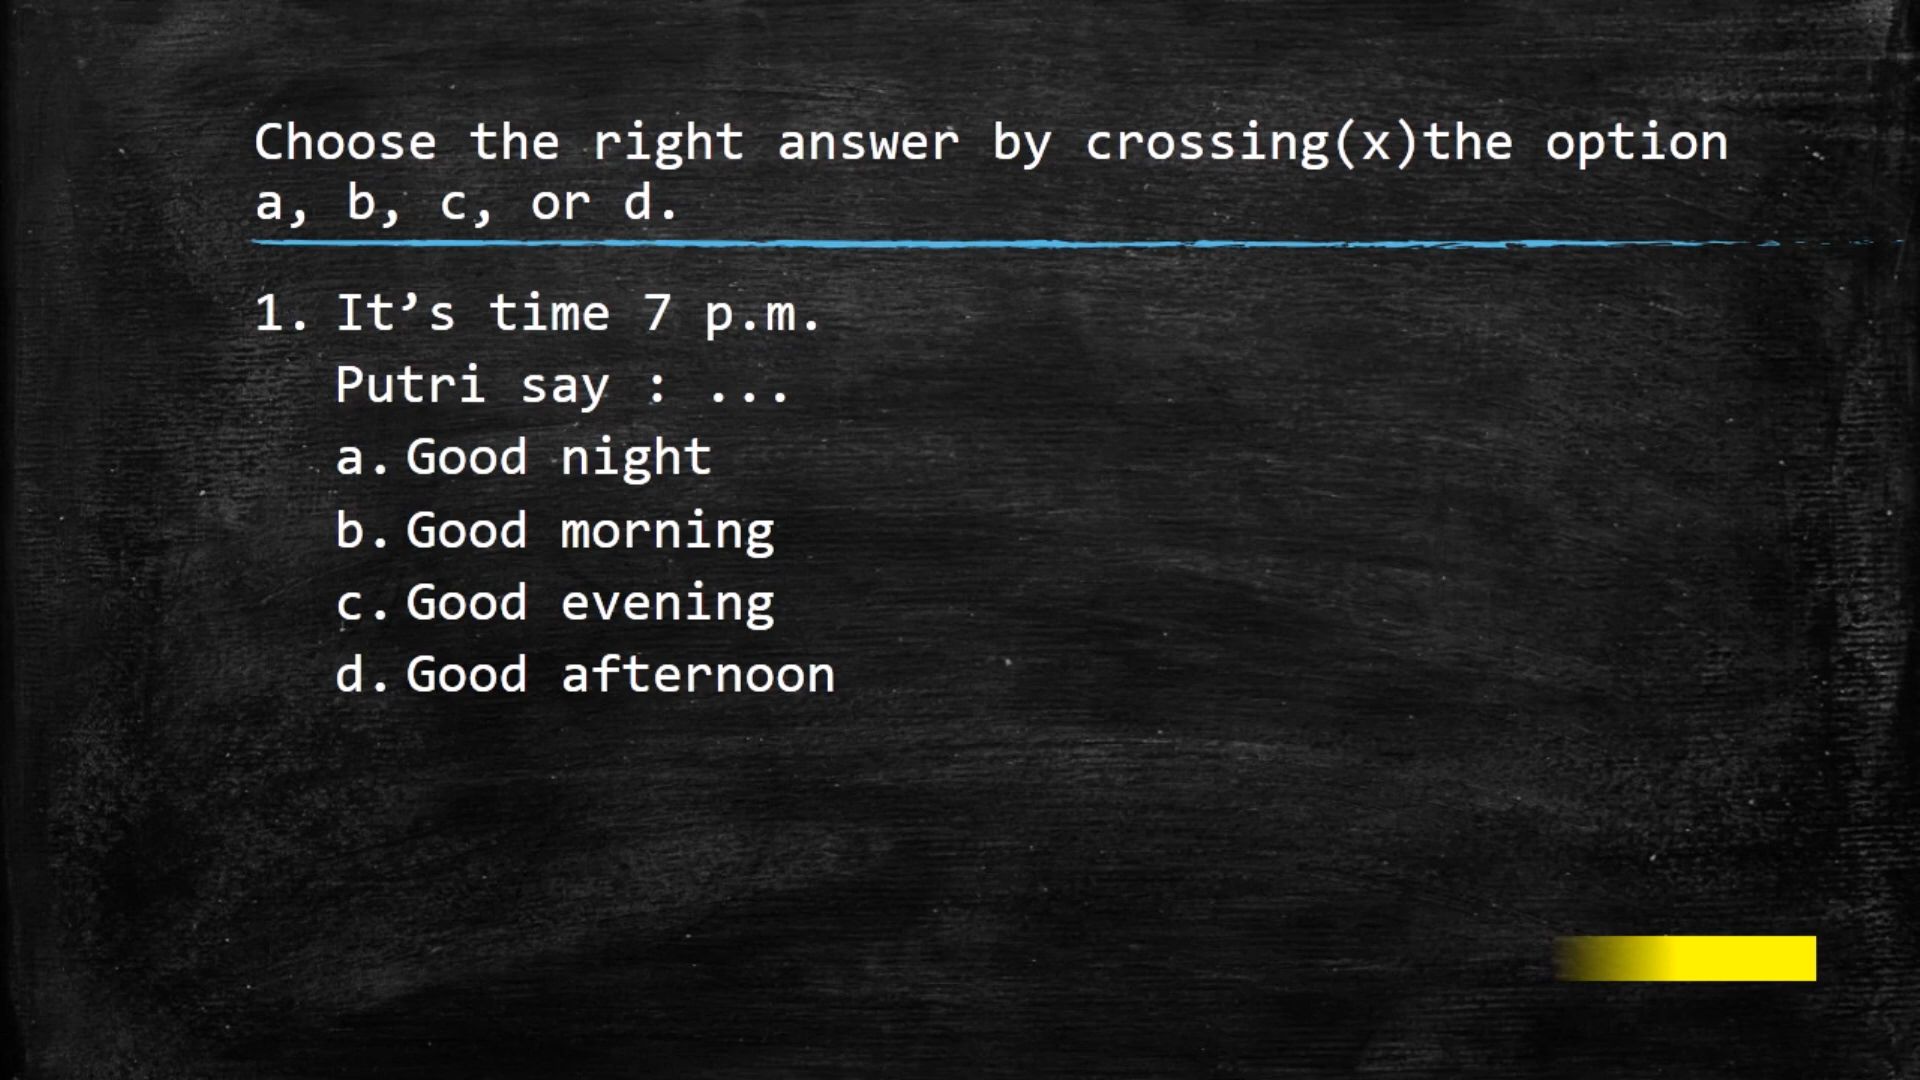 Choose the right answer by crossing(x)the option
a, b, c, or d.
1. It’s time 7 p.m.
Putri say : ...
a. Good night
b. Good morning
c. Good evening
d. Good afternoon